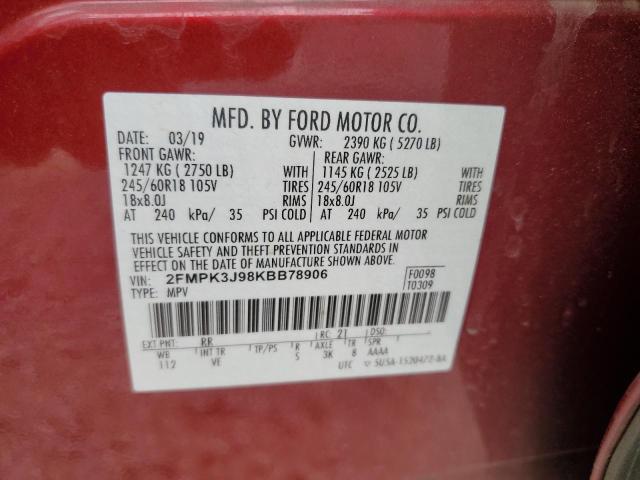 MFD. BY FORD MOTOR CO.
DATE: 03/19 GVWR: 2390 KG ( 5270 LB)
FRONT GAWR: REAR GAWR:
1247 KG ( 2750 LB) WITH 1145 KG ( 2525 LB) WITH
245/60R18 105V TIRES 245/60R18 105V TIRES
18x8.0J RIMS 18x8.0J RIMS
AT 240 kPa/ 35 PSI COLD AT 240 kPa/ 35 PSI COLD
THIS VEHICLE CONFORMS TO ALL APPLICABLE FEDERAL MOTOR
VEHICLE SAFETY AND THEFT PREVENTION STANDARDS IN
EFFECT ON THE DATE OF MANUFACTURE SHOWN ABOVE.
VIN: 2FMPK3J98KBB78906 F0098
TYPE: MPV T0309
EXT PNT: RR RC: 21 DSO:
WB INT TR TP/PS R AXLE TR SPR
112 VE S 3K 8 AAAA
UTC